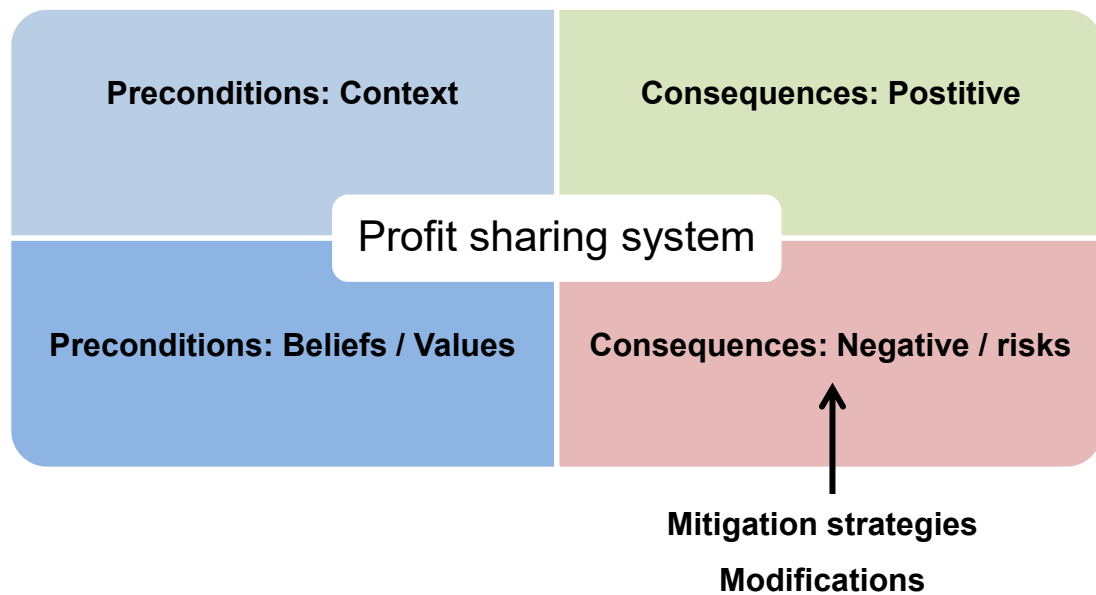 Preconditions: Context
Consequences: Postitive
Profit sharing system
Preconditions: Beliefs / Values
Consequences: Negative / risks
Mitigation strategies
Modifications